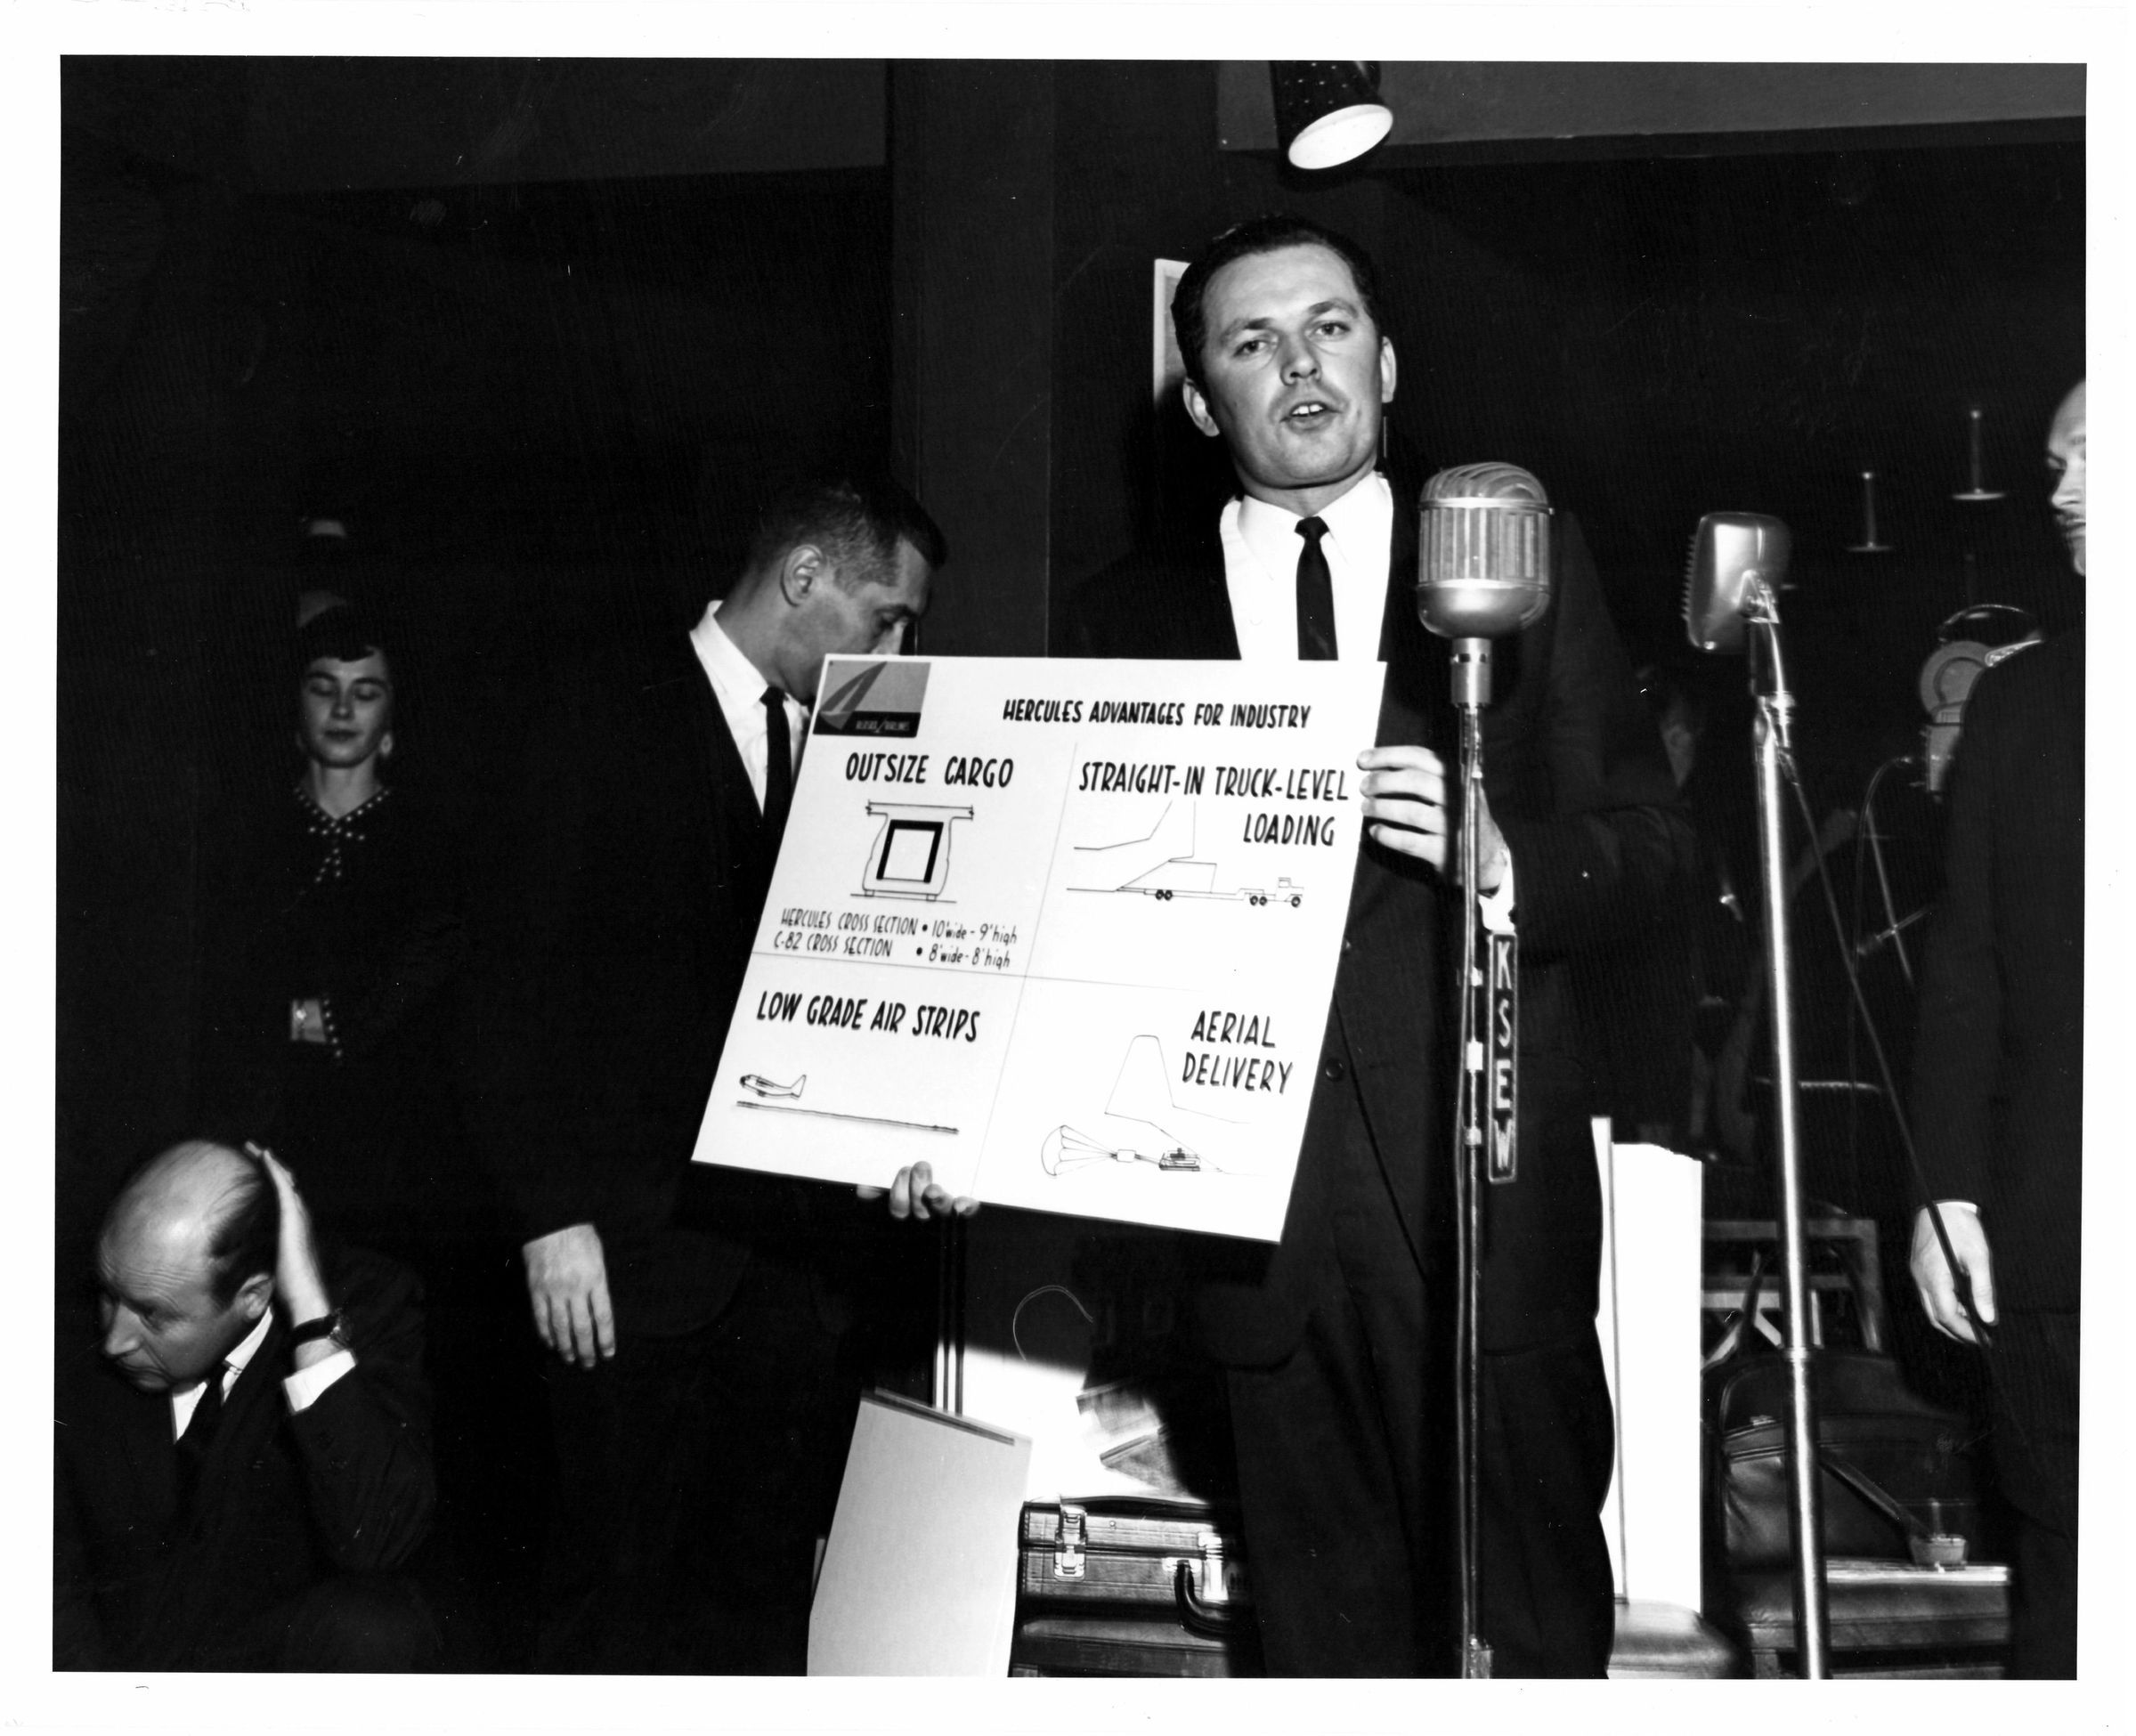 HERCULES ADVANTAGES FOR INDUSTRY
OUTSIZE CARGO
HERCULES CROSS SECTION • 10'wide - 9'high
C-82 CROSS SECTION • 8'wide - 8'high
STRAIGHT-IN TRUCK-LEVEL
LOADING
LOW GRADE AIR STRIPS
AERIAL
DELIVERY
KSEW